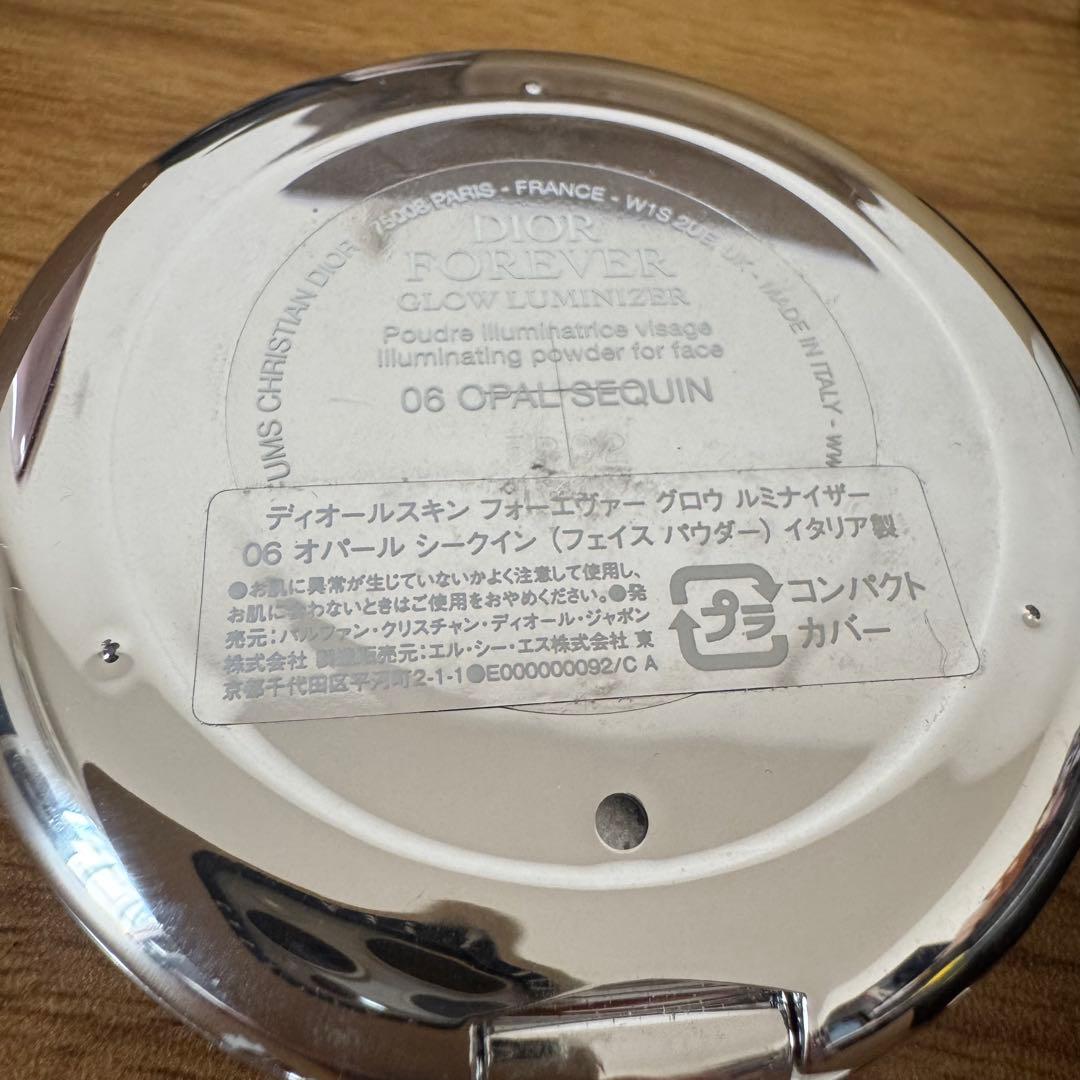 UMS CHRISTIAN DIOR 75008 PARIS - FRANCE - W1S 2UE UK - MADE IN ITALY - ww
DIOR
FOREVER
GLOW LUMINIZER
Poudre illuminatrice visage
Illuminating powder for face
06 OPAL SEQUIN
ディオールスキン フォーエヴァー グロウ ルミナイザー
06 オパール シークイン (フェイス パウダー) イタリア製
●お肌に異常が生じていないかよく注意して使用し、
お肌に合わないときはご使用をおやめください。●発
売元:パルファン・クリスチャン・ディオール・ジャポン
株式会社 製造販売元:エル・シー・エス株式会社 東
京都千代田区平河町2-1-1●E000000092/C A
プラ
コンパクト
カバー